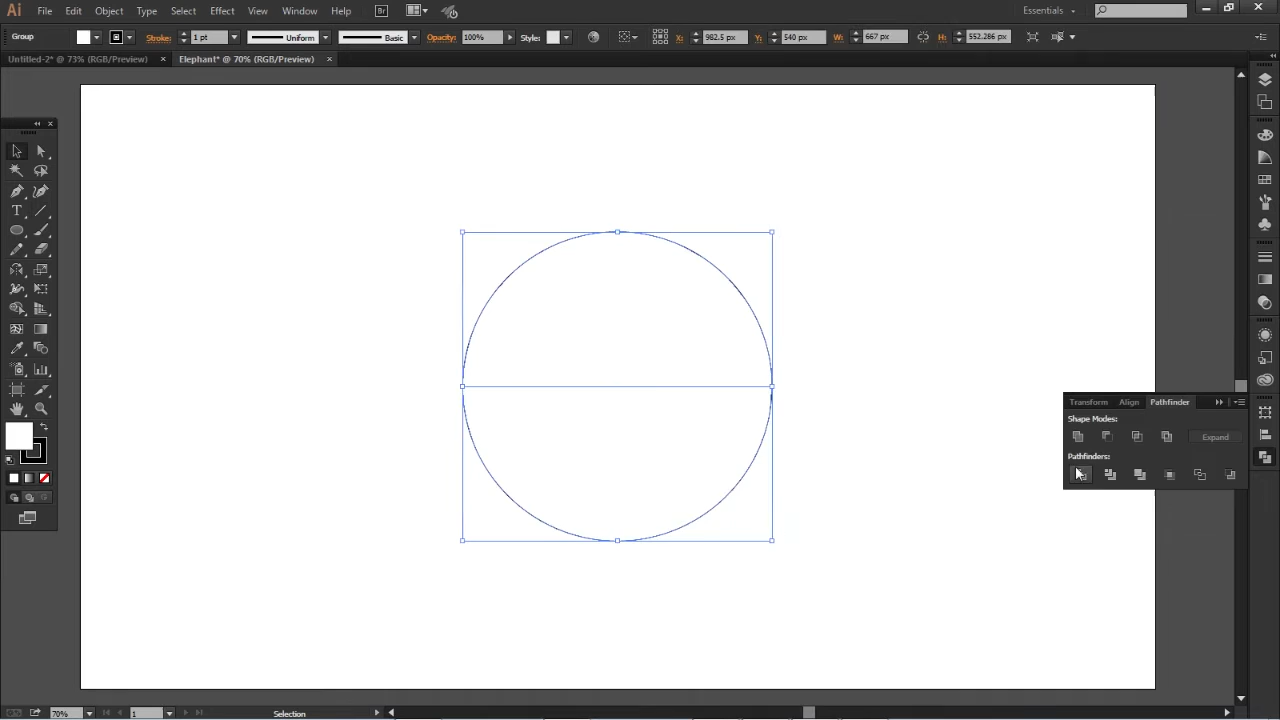 Ai File Edit Object Type Select Effect View Window Help Br Essentials
Group Stroke: 1 pt Uniform Basic Opacity: 100% Style: X: 982.5 px Y: 540 px W: 667 px H: 552.286 px
Untitled-2* @ 73% (RGB/Preview) × Elephant* @ 70% (RGB/Preview) ×
Transform Align Pathfinder
Shape Modes:
Expand
Pathfinders:
70% 1 Selection